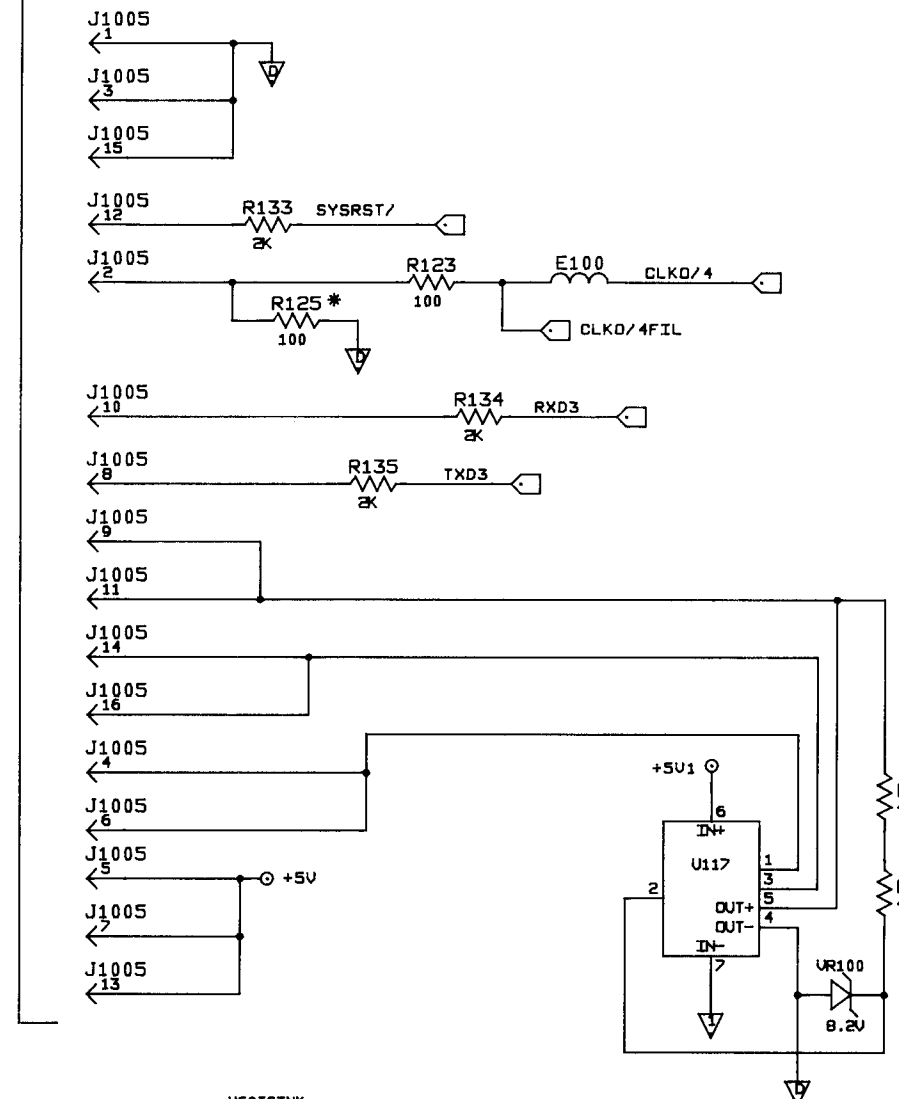 J1005
1
D
J1005
3
J1005
15
J1005
12
R133
2K
SYSRST/
J1005
2
R123
100
E100
CLKO/4
R125*
100
D
CLKO/4FIL
J1005
10
R134
2K
RXD3
J1005
8
R135
2K
TXD3
J1005
9
J1005
11
J1005
14
J1005
16
J1005
4
+5V1
J1005
6
6
IN+
J1005
5
+5V
U117
1
3
2
5
OUT+
4
OUT-
J1005
7
IN-
7
J1005
13
VR100
8.2V
1
D